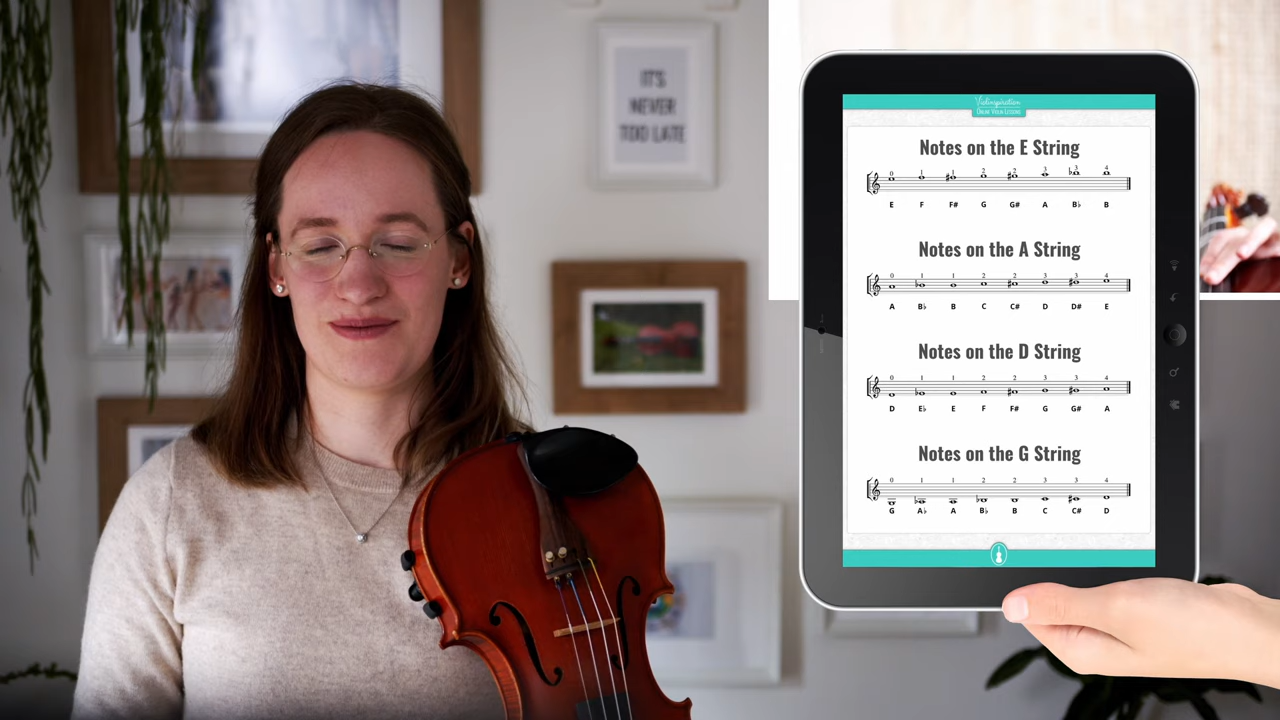 IT'S
NEVER
TOO LATE
Violinspiration
ONLINE VIOLIN LESSONS
Notes on the E String
0 1 1 2 2 3 3 4
E F F# G G# A B♭ B
Notes on the A String
0 1 1 2 2 3 3 4
A B♭ B C C# D D# E
Notes on the D String
0 1 1 2 2 3 3 4
D E♭ E F F# G G# A
Notes on the G String
0 1 1 2 2 3 3 4
G A♭ A B♭ B C C# D